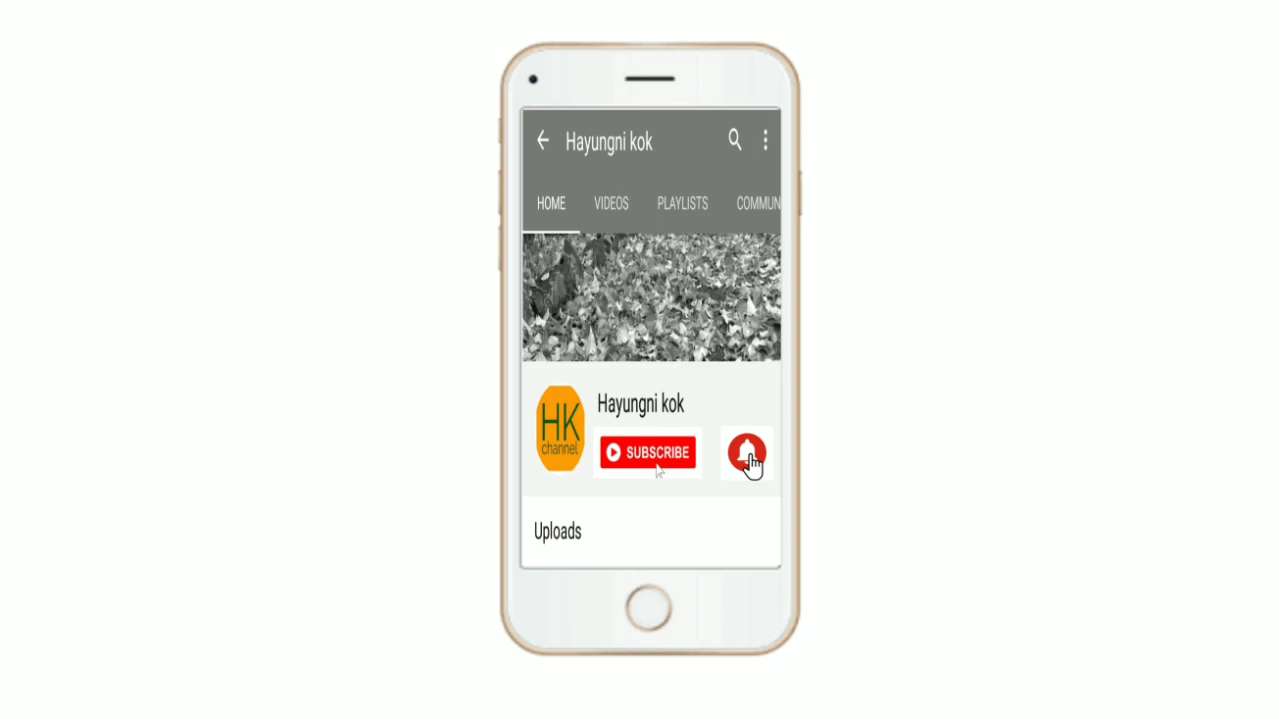 Hayungni kok
HOME VIDEOS PLAYLISTS COMMUN
HK
channel
Hayungni kok
SUBSCRIBE
Uploads